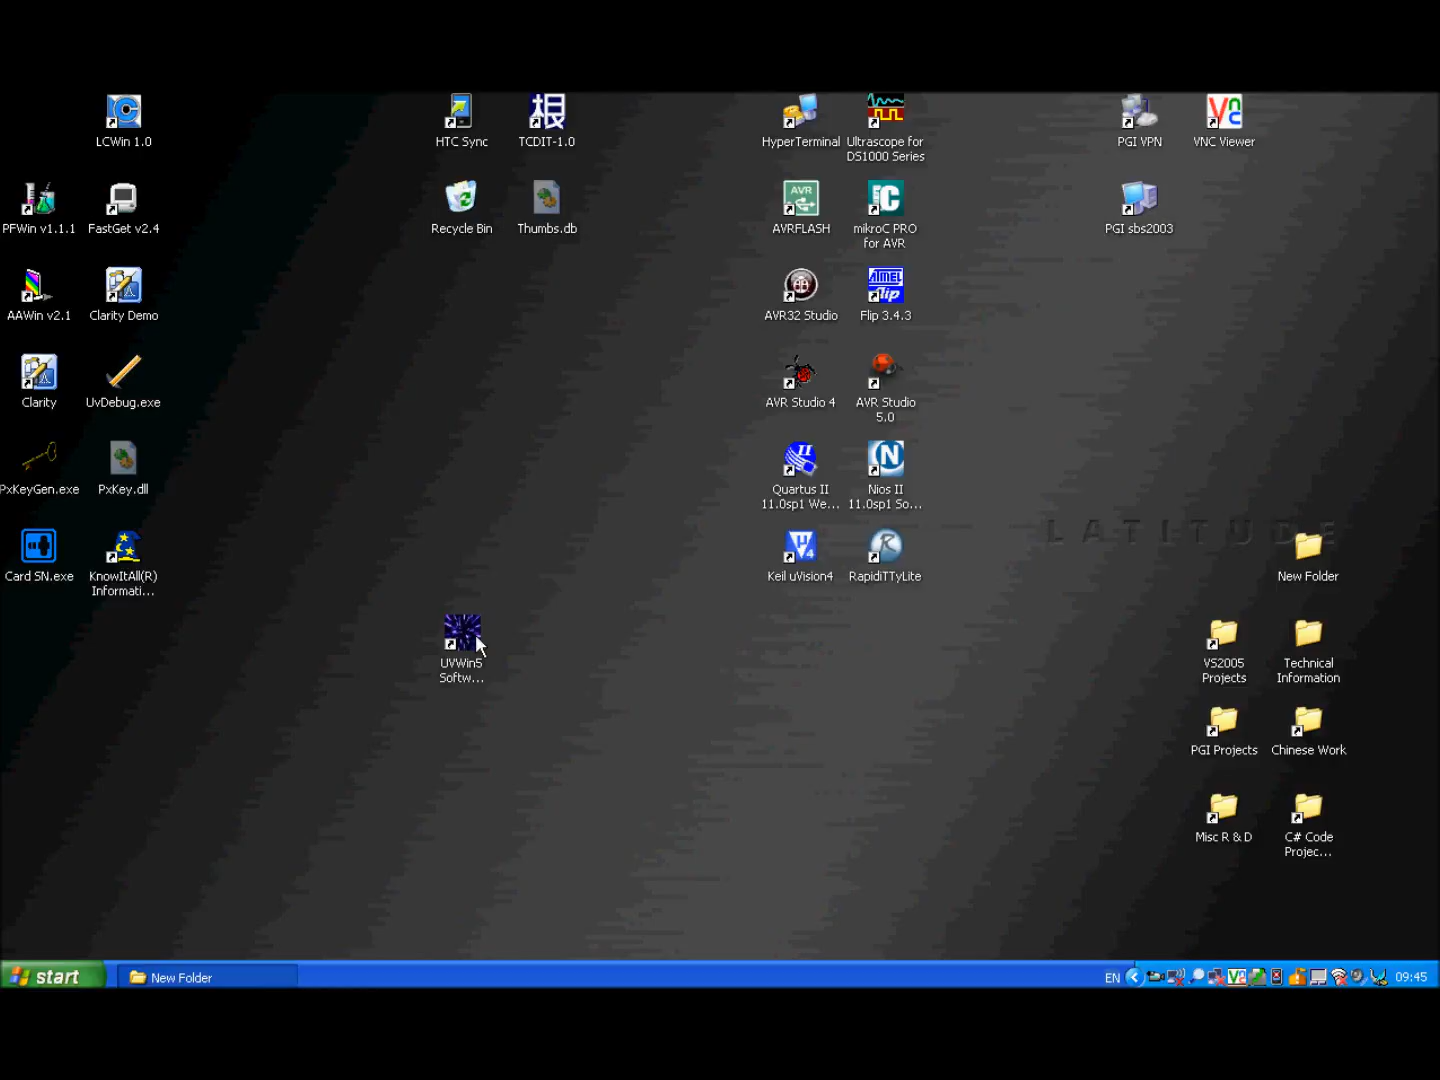 LCWin 1.0
HTC Sync
根
TCDIT-1.0
HyperTerminal
Ultrascope for
DS1000 Series
PGI VPN
VNC Viewer
PFWin v1.1.1
FastGet v2.4
Recycle Bin
Thumbs.db
AVR
AVRFLASH
mikroC PRO
for AVR
PGI sbs2003
AAWin v2.1
Clarity Demo
AVR32 Studio
ATMEL
flip
Flip 3.4.3
Clarity
UvDebug.exe
AVR Studio 4
AVR Studio
5.0
PxKeyGen.exe
PxKey.dll
Quartus II
11.0sp1 We...
Nios II
11.0sp1 So...
LATITUDE
Card SN.exe
KnowItAll(R)
Informati...
Keil uVision4
RapidiTTyLite
New Folder
UVWin5
Softw...
VS2005
Projects
Technical
Information
PGI Projects
Chinese Work
Misc R & D
C# Code
Projec...
start
New Folder
EN
09:45